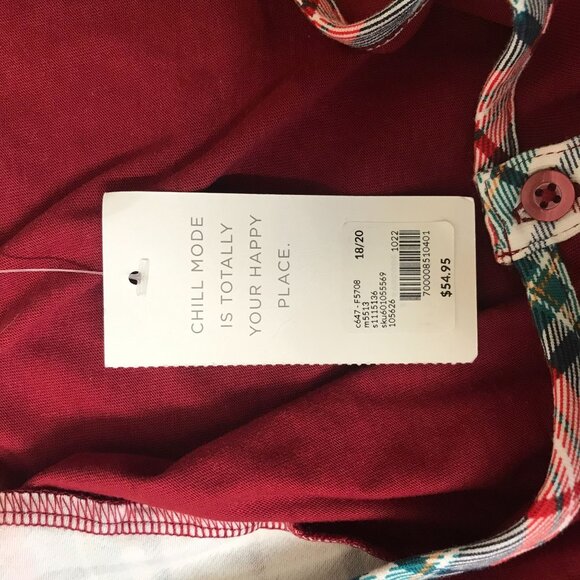 CHILL MODE
IS TOTALLY
YOUR HAPPY
PLACE.
18/20
c647 - F5708
m5513
s1115136
sku601055569
105626
1022
700008510401
$54.95